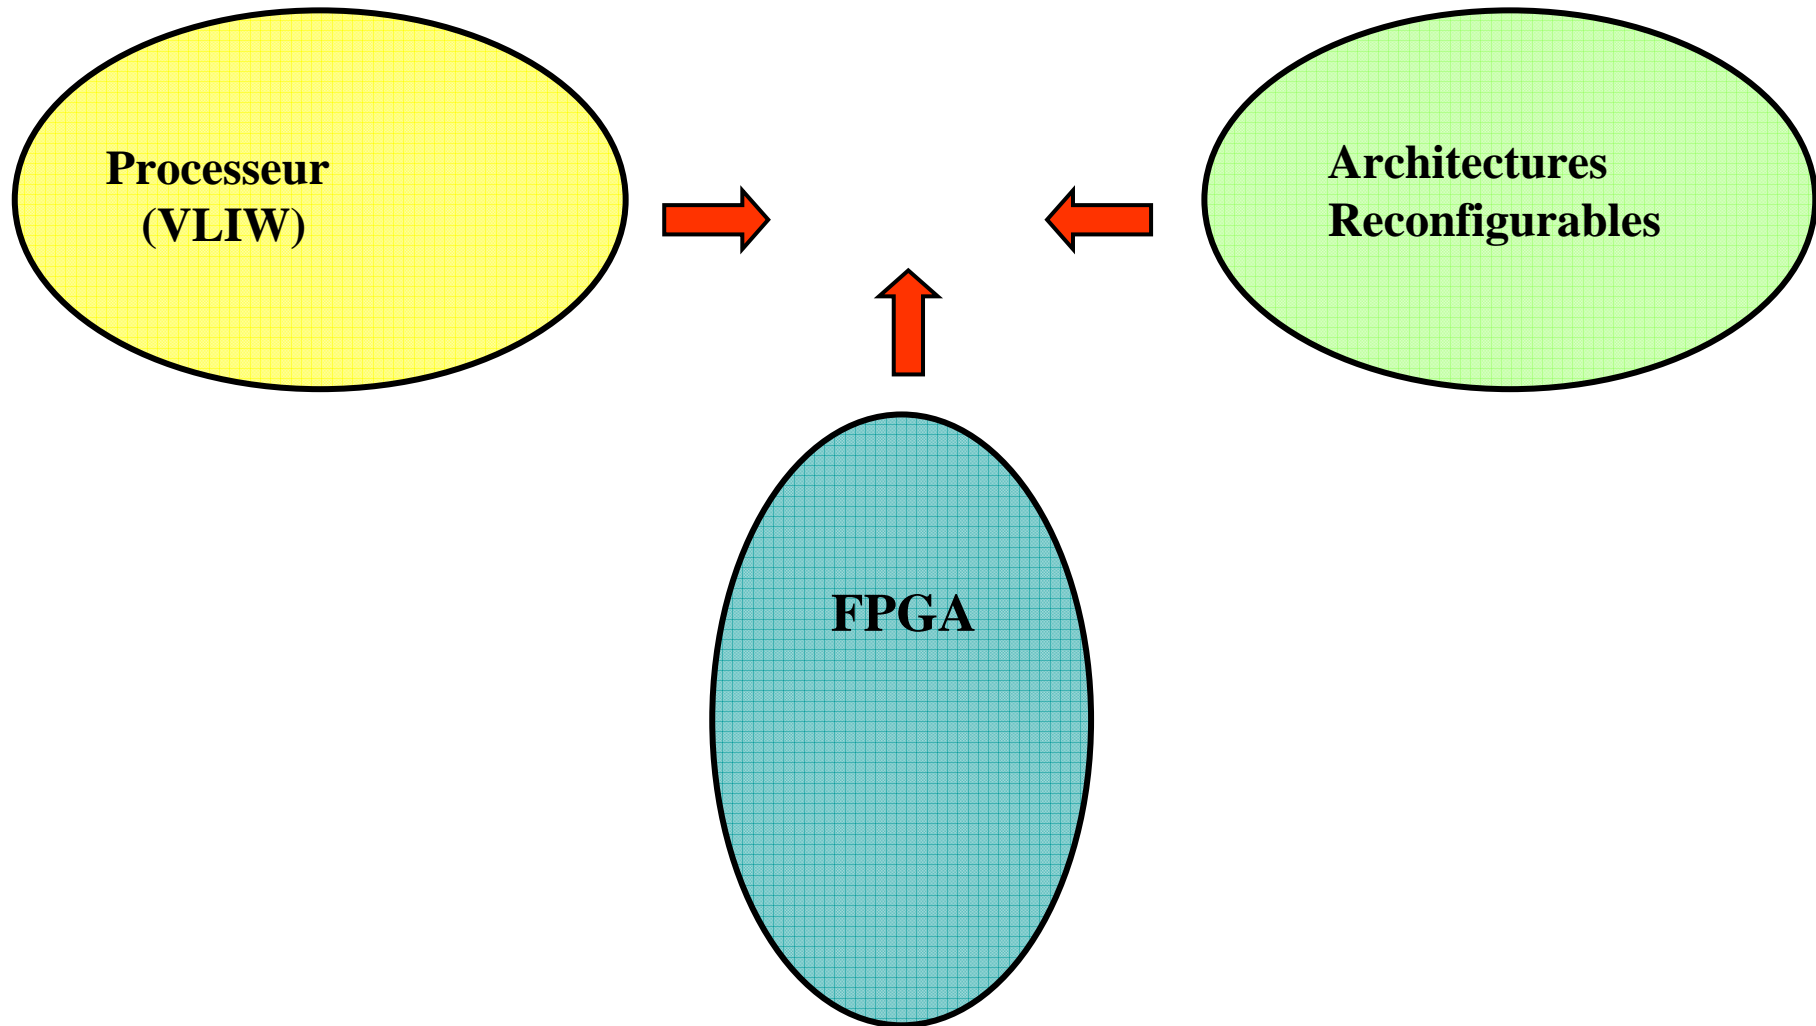 Processeur
(VLIW)
Architectures
Reconfigurables
FPGA